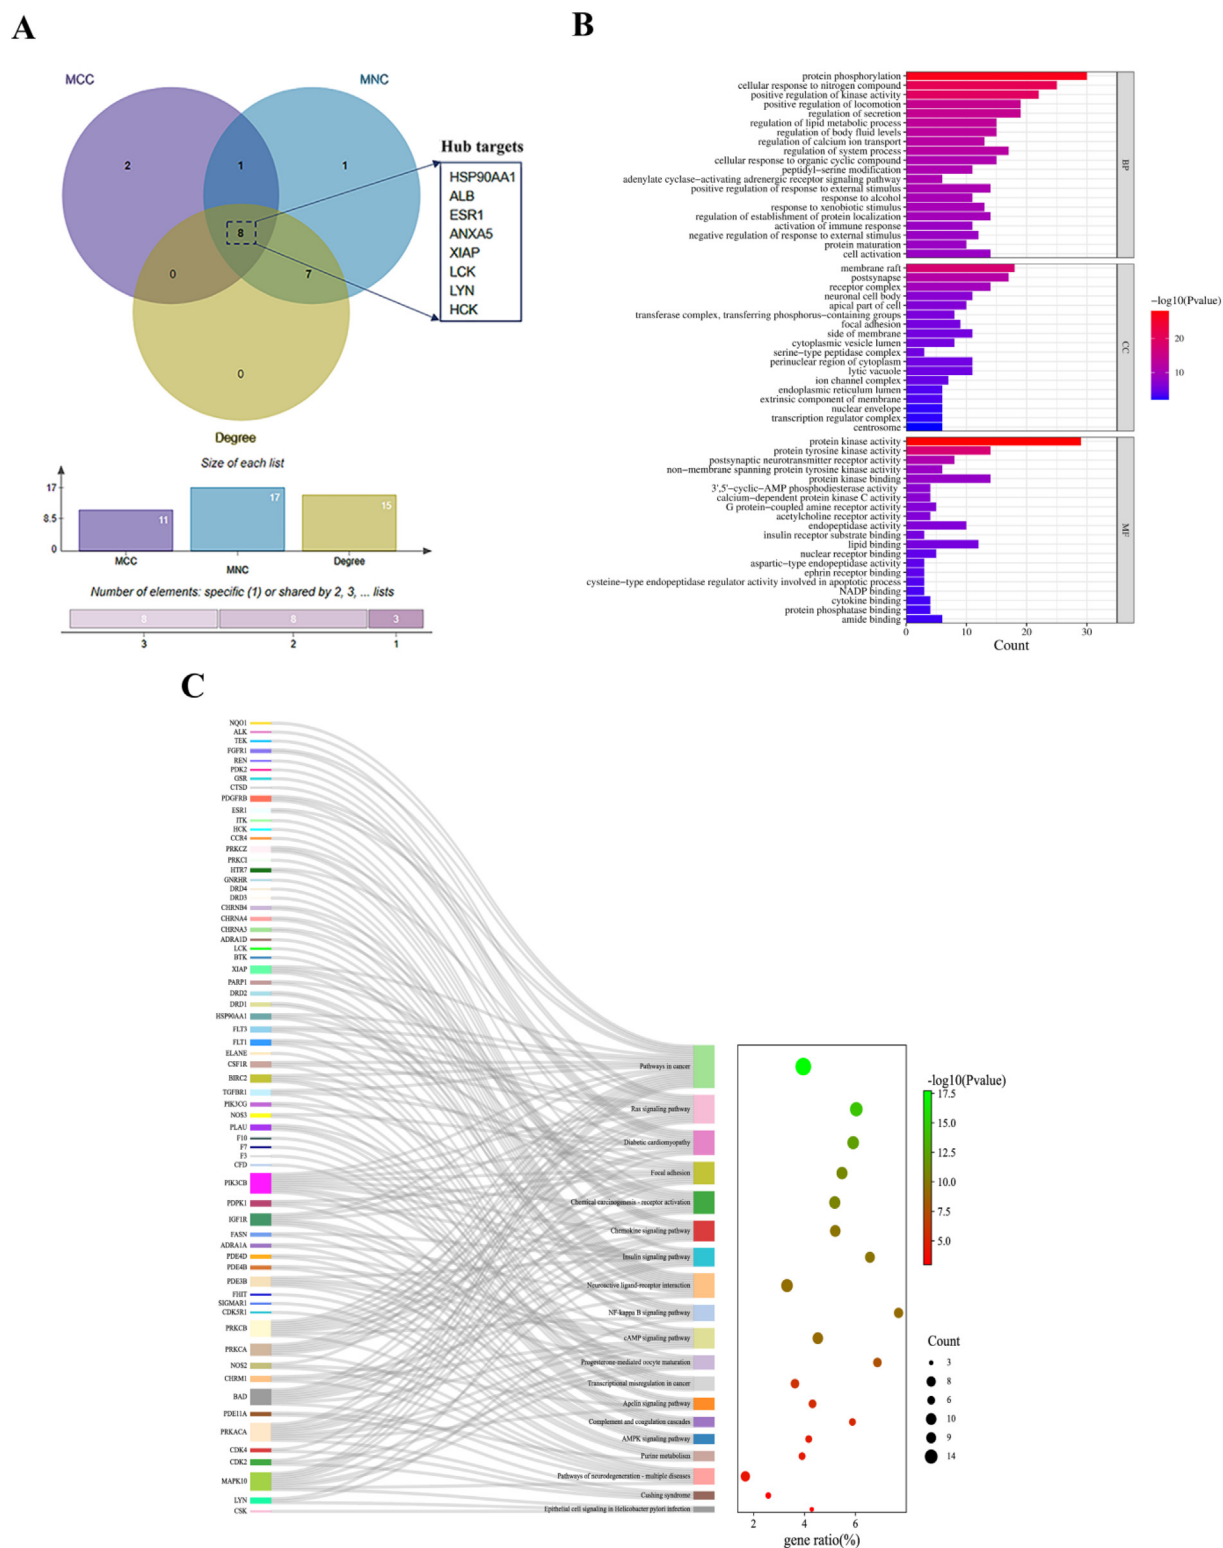 A
MCC
MNC
2
1
1
8
0
7
0
Degree
Hub targets
HSP90AA1
ALB
ESR1
ANXA5
XIAP
LCK
LYN
HCK
Size of each list
17
8.5
0
11
17
15
MCC
MNC
Degree
Number of elements: specific (1) or shared by 2, 3, ... lists
8
8
3
3
2
1
B
protein phosphorylation
cellular response to nitrogen compound
positive regulation of kinase activity
positive regulation of locomotion
regulation of secretion
regulation of lipid metabolic process
regulation of body fluid levels
regulation of calcium ion transport
regulation of system process
cellular response to organic cyclic compound
peptidyl-serine modification
adenylate cyclase-activating adrenergic receptor signaling pathway
positive regulation of response to external stimulus
response to alcohol
response to xenobiotic stimulus
regulation of establishment of protein localization
activation of immune response
negative regulation of response to external stimulus
protein maturation
cell activation
BP
membrane raft
postsynapse
receptor complex
neuronal cell body
apical part of cell
transferase complex, transferring phosphorus-containing groups
focal adhesion
side of membrane
cytoplasmic vesicle lumen
serine-type peptidase complex
perinuclear region of cytoplasm
lytic vacuole
ion channel complex
endoplasmic reticulum lumen
extrinsic component of membrane
nuclear envelope
transcription regulator complex
centrosome
CC
protein kinase activity
protein tyrosine kinase activity
postsynaptic neurotransmitter receptor activity
non-membrane spanning protein tyrosine kinase activity
protein kinase binding
3',5'-cyclic-AMP phosphodiesterase activity
calcium-dependent protein kinase C activity
G protein-coupled amine receptor activity
acetylcholine receptor activity
endopeptidase activity
insulin receptor substrate binding
lipid binding
nuclear receptor binding
aspartic-type endopeptidase activity
ephrin receptor binding
cysteine-type endopeptidase regulator activity involved in apoptotic process
NADP binding
cytokine binding
protein phosphatase binding
amide binding
MF
0
10
20
30
Count
-log10(Pvalue)
20
10
C
NQO1
ALK
TEK
FGFR1
REN
PDK2
GSR
CTSD
PDGFRB
ESR1
ITK
HCK
CCR4
PRKCZ
PRKCI
HTR7
GNRHR
DRD4
DRD3
CHRNB4
CHRNA4
CHRNA3
ADRA1D
LCK
BTK
XIAP
PARP1
DRD2
DRD1
HSP90AA1
FLT3
FLT1
ELANE
CSF1R
BIRC2
TGFBR1
PIK3CG
NOS3
PLAU
F10
F7
F3
CFD
PIK3CB
PDPK1
IGF1R
FASN
ADRA1A
PDE4D
PDE4B
PDE3B
FHIT
SIGMAR1
CDK5R1
PRKCB
PRKCA
NOS2
CHRM1
BAD
PDE11A
PRKACA
CDK4
CDK2
MAPK10
LYN
CSK
Pathways in cancer
Ras signaling pathway
Diabetic cardiomyopathy
Focal adhesion
Chemical carcinogenesis - receptor activation
Chemokine signaling pathway
Insulin signaling pathway
Neuroactive ligand-receptor interaction
NF-kappa B signaling pathway
cAMP signaling pathway
Progesterone-mediated oocyte maturation
Transcriptional misregulation in cancer
Apelin signaling pathway
Complement and coagulation cascades
AMPK signaling pathway
Purine metabolism
Pathways of neurodegeneration - multiple diseases
Cushing syndrome
Epithelial cell signaling in Helicobacter pylori infection
2
4
6
gene ratio(%)
-log10(Pvalue)
17.5
15.0
12.5
10.0
7.5
5.0
Count
3
8
6
10
9
14